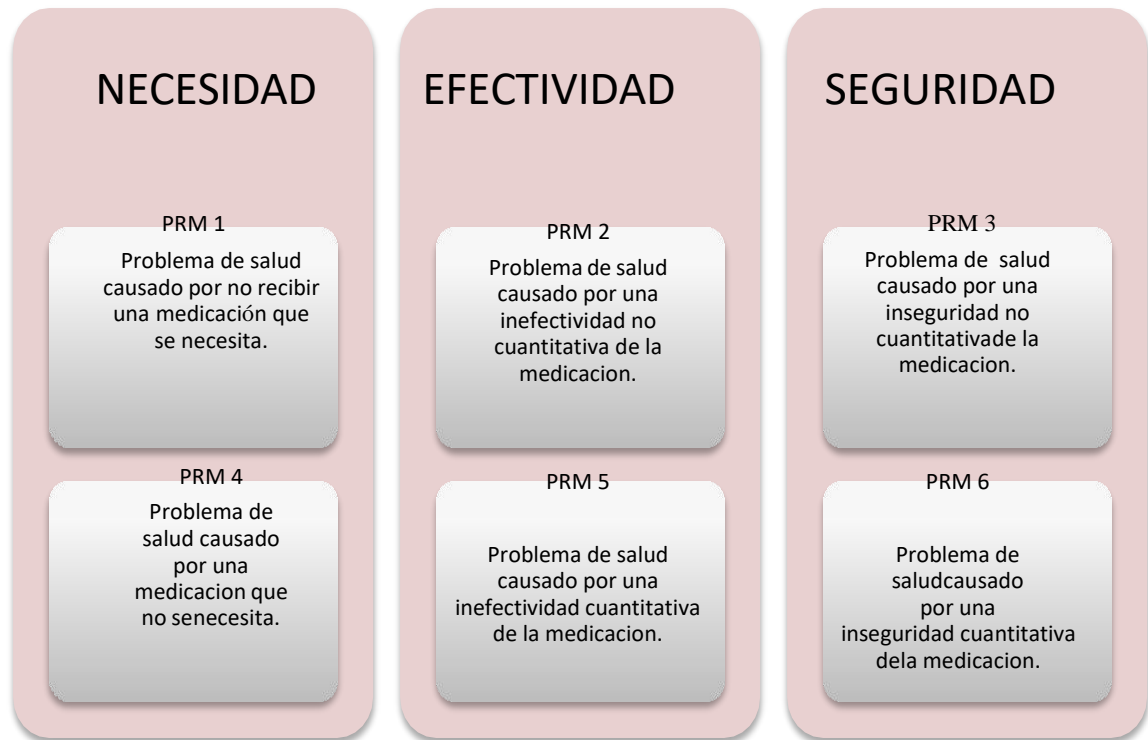 NECESIDAD
PRM 1
Problema de salud
causado por no recibir
una medicación que
se necesita.
PRM 4
Problema de
salud causado
por una
medicacion que
no senecesita.
EFECTIVIDAD
PRM 2
Problema de salud
causado por una
inefectividad no
cuantitativa de la
medicacion.
PRM 5
Problema de salud
causado por una
inefectividad cuantitativa
de la medicacion.
SEGURIDAD
PRM 3
Problema de salud
causado por una
inseguridad no
cuantitativade la
medicacion.
PRM 6
Problema de
saludcausado
por una
inseguridad cuantitativa
dela medicacion.